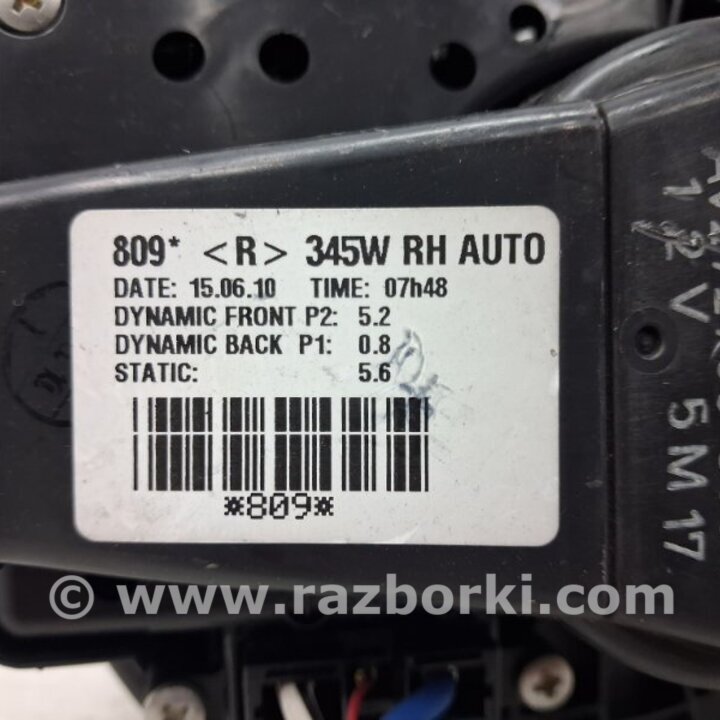 809* <R> 345W RH AUTO
DATE: 15.06.10 TIME: 07h48
DYNAMIC FRONT P2: 5.2
DYNAMIC BACK P1: 0.8
STATIC: 5.6
*809*
12V 5M17
© www.razborki.com